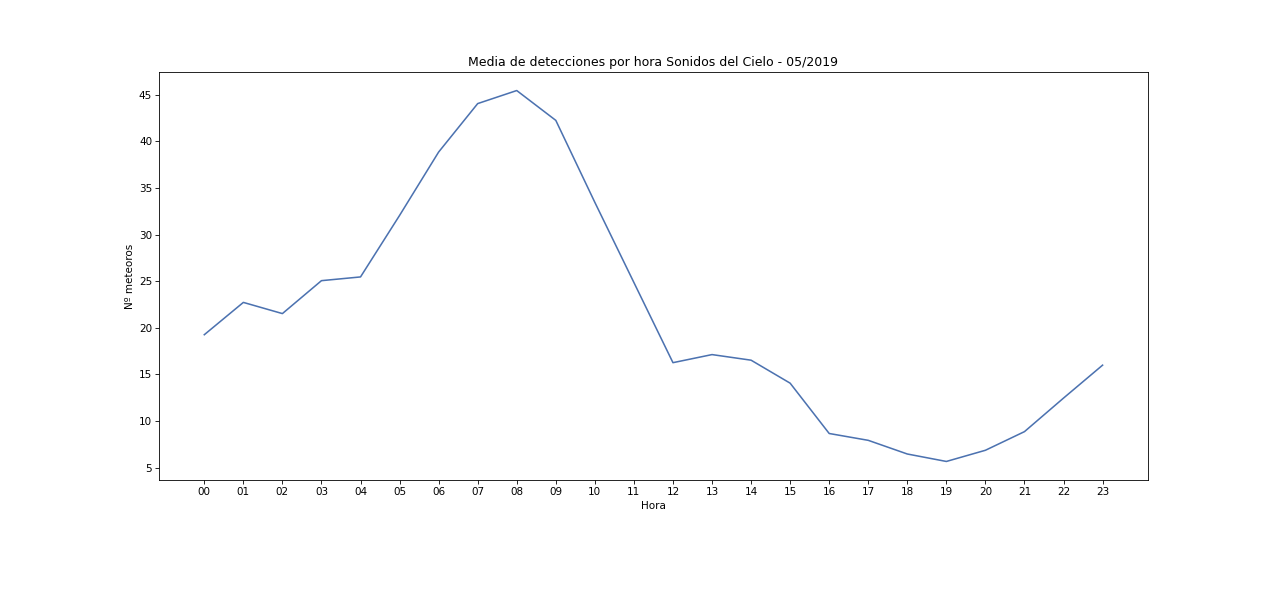 Media de detecciones por hora Sonidos del Cielo - 05/2019
45
40
35
30
25
20
15
10
5
Nº meteoros
00 01 02 03 04 05 06 07 08 09 10 11 12 13 14 15 16 17 18 19 20 21 22 23
Hora